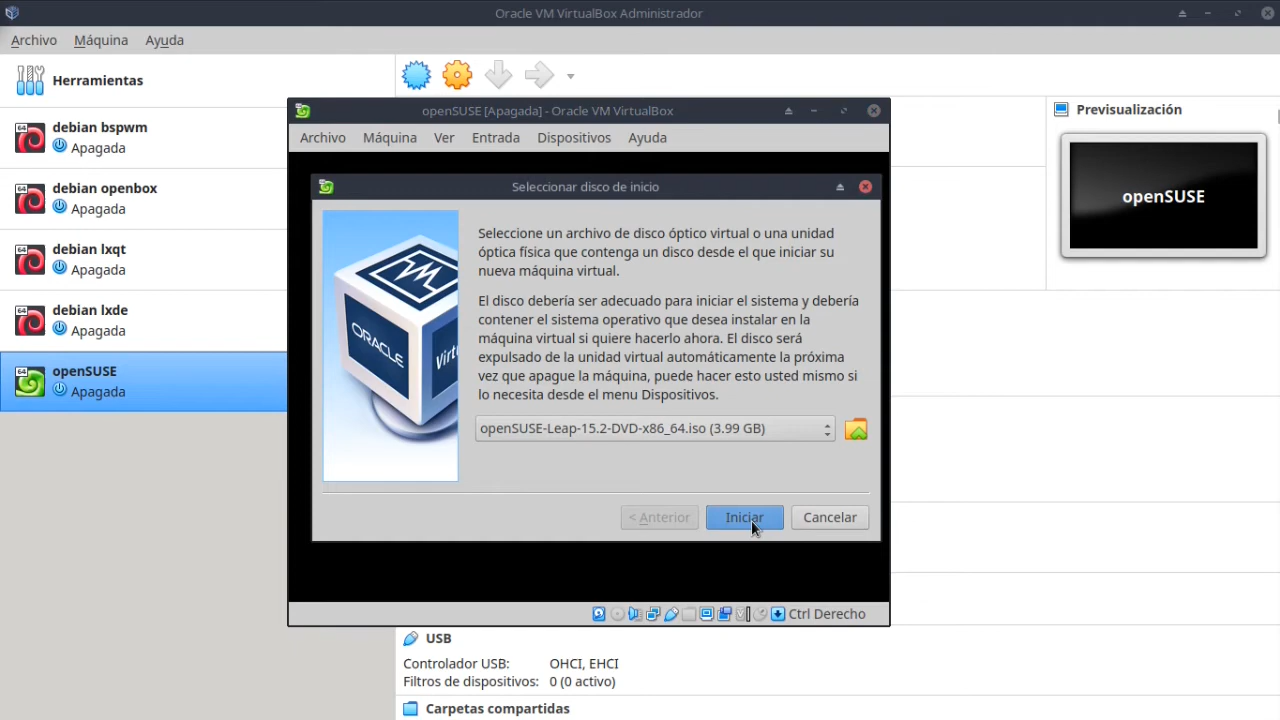 Oracle VM VirtualBox Administrador
Archivo Máquina Ayuda
Herramientas
64
debian bspwm
Apagada
64
debian openbox
Apagada
64
debian lxqt
Apagada
64
debian lxde
Apagada
64
openSUSE
Apagada
openSUSE [Apagada] - Oracle VM VirtualBox
Archivo Máquina Ver Entrada Dispositivos Ayuda
Seleccionar disco de inicio
ORACLE
Seleccione un archivo de disco óptico virtual o una unidad
óptica física que contenga un disco desde el que iniciar su
nueva máquina virtual.
El disco debería ser adecuado para iniciar el sistema y debería
contener el sistema operativo que desea instalar en la
máquina virtual si quiere hacerlo ahora. El disco será
expulsado de la unidad virtual automáticamente la próxima
vez que apague la máquina, puede hacer esto usted mismo si
lo necesita desde el menu Dispositivos.
openSUSE-Leap-15.2-DVD-x86_64.iso (3.99 GB)
< Anterior Iniciar Cancelar
Ctrl Derecho
Previsualización
openSUSE
USB
Controlador USB: OHCI, EHCI
Filtros de dispositivos: 0 (0 activo)
Carpetas compartidas